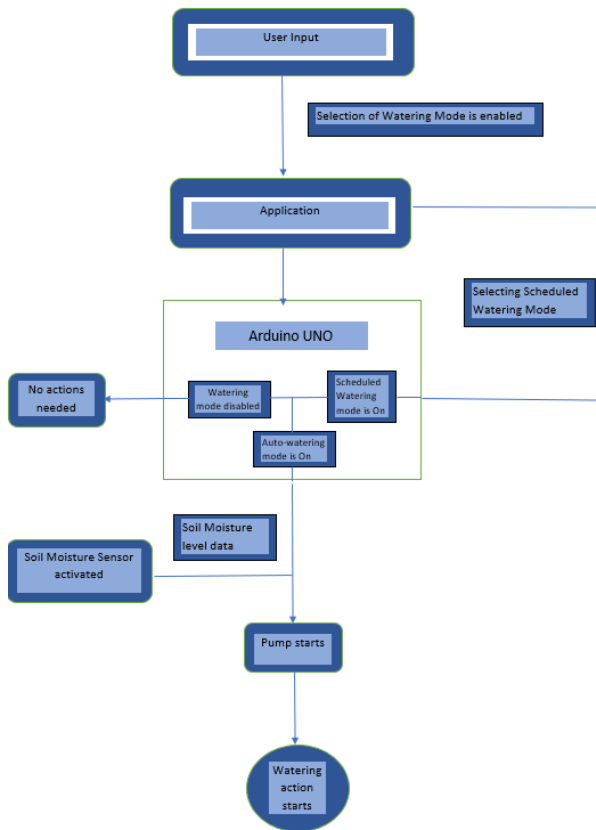 User Input
Selection of Watering Mode is enabled
Application
Selecting Scheduled
Watering Mode
Arduino UNO
No actions
needed
Watering
mode disabled
Scheduled
Watering
mode is On
Auto-watering
mode is On
Soil Moisture
level data
Soil Moisture Sensor
activated
Pump starts
Watering
action
starts